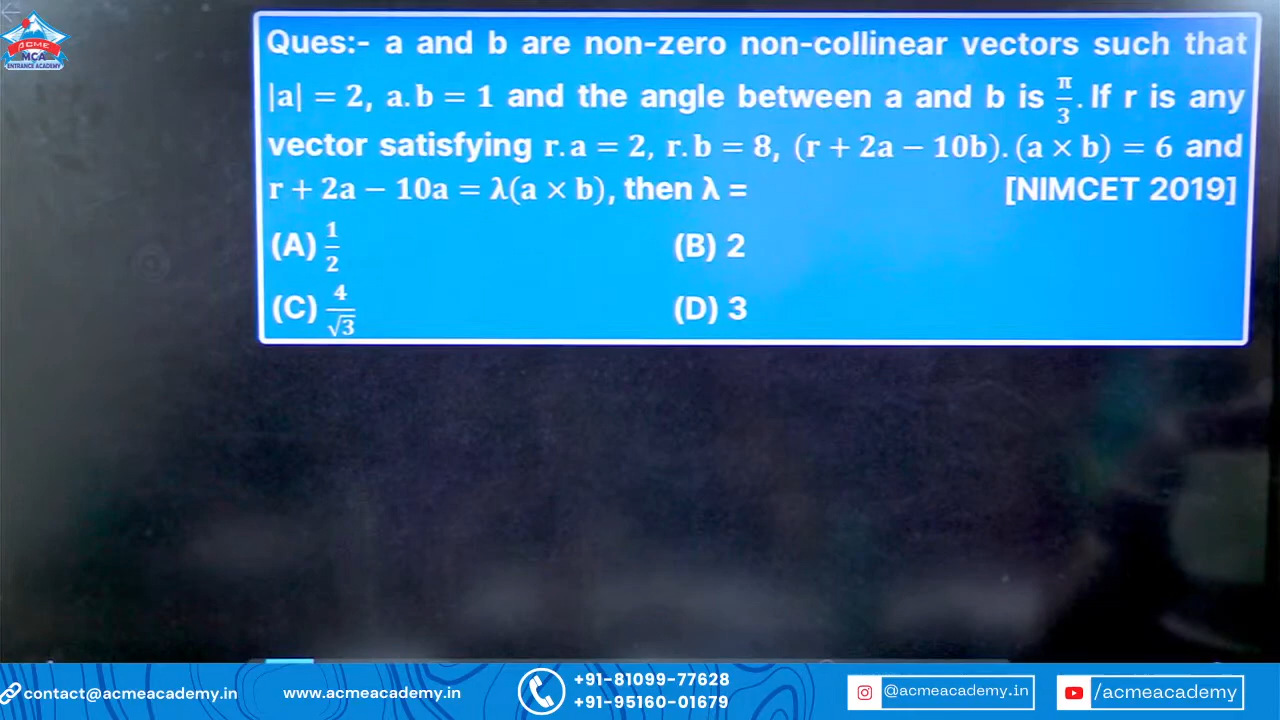 ACME
MCA
ENTRANCE ACADEMY
Ques:- a and b are non-zero non-collinear vectors such that
|a| = 2, a.b = 1 and the angle between a and b is π/3. If r is any
vector satisfying r.a = 2, r.b = 8, (r + 2a − 10b).(a × b) = 6 and
r + 2a − 10a = λ(a × b), then λ = [NIMCET 2019]
(A) 1/2 (B) 2
(C) 4/√3 (D) 3
contact@acmeacademy.in www.acmeacademy.in +91-81099-77628 @acmeacademy.in /acmeacademy
+91-95160-01679